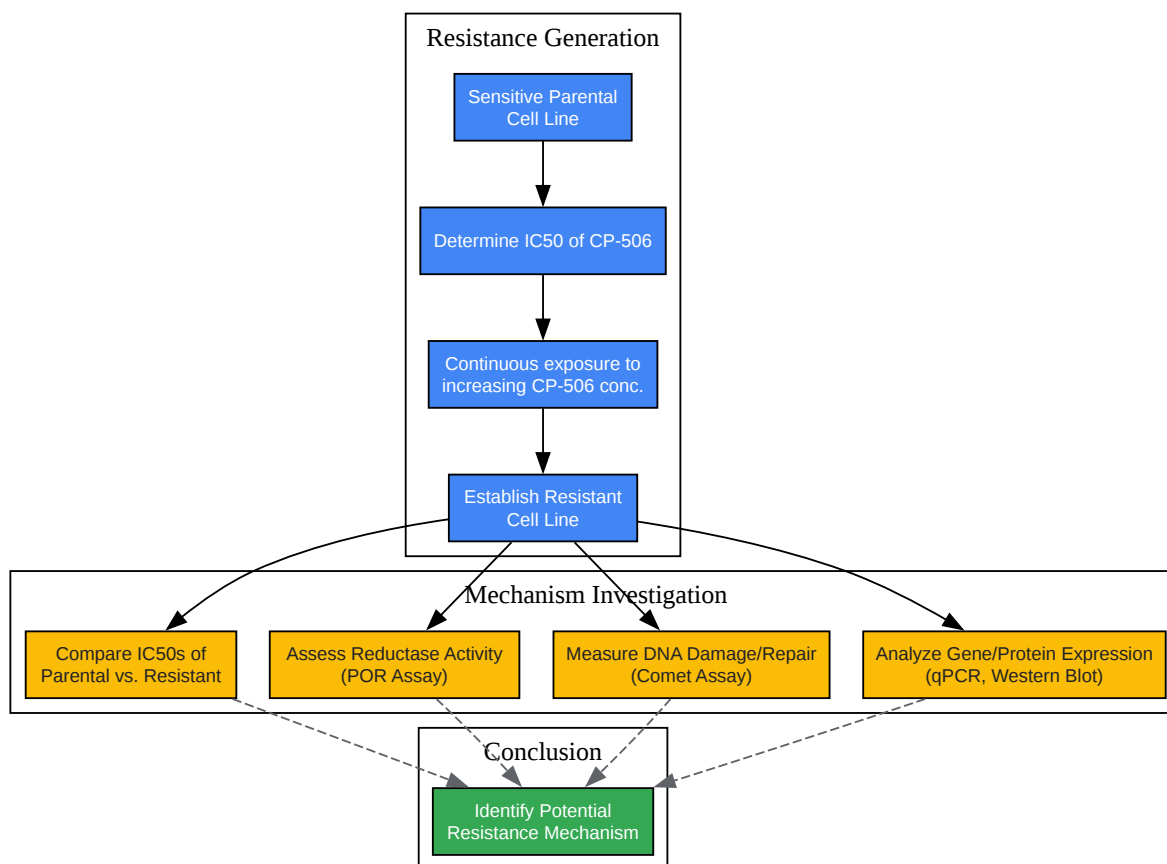 Resistance Generation
Sensitive Parental
Cell Line
Determine IC50 of CP-506
Continuous exposure to
increasing CP-506 conc.
Establish Resistant
Cell Line
Mechanism Investigation
Compare IC50s of
Parental vs. Resistant
Assess Reductase Activity
(POR Assay)
Measure DNA Damage/Repair
(Comet Assay)
Analyze Gene/Protein Expression
(qPCR, Western Blot)
Conclusion
Identify Potential
Resistance Mechanism